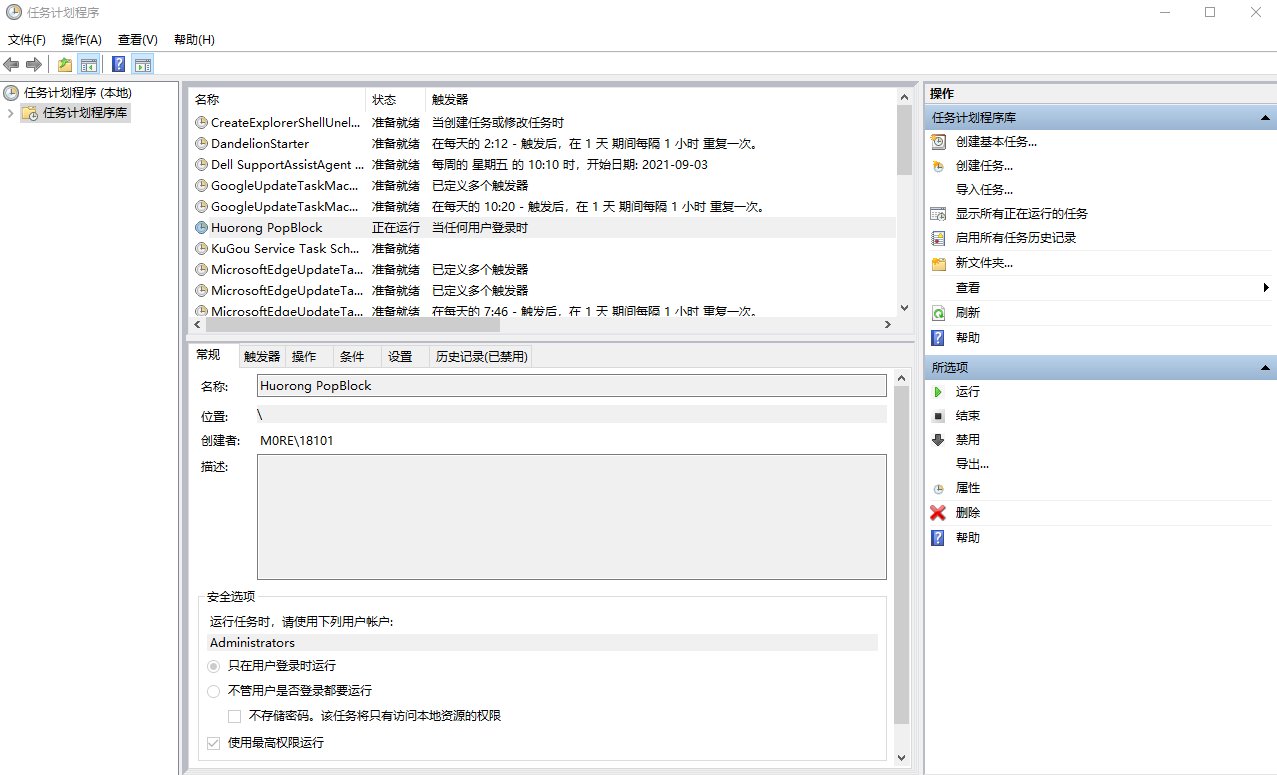 任务计划程序
文件(F) 操作(A) 查看(V) 帮助(H)
任务计划程序 (本地)
任务计划程序库
名称 状态 触发器
CreateExplorerShellUnel... 准备就绪 当创建任务或修改任务时
DandelionStarter 准备就绪 在每天的 2:12 - 触发后，在 1 天 期间每隔 1 小时 重复一次。
Dell SupportAssistAgent ... 准备就绪 每周的 星期五 的 10:10 时，开始日期: 2021-09-03
GoogleUpdateTaskMac... 准备就绪 已定义多个触发器
GoogleUpdateTaskMac... 准备就绪 在每天的 10:20 - 触发后，在 1 天 期间每隔 1 小时 重复一次。
Huorong PopBlock 正在运行 当任何用户登录时
KuGou Service Task Sch... 准备就绪
MicrosoftEdgeUpdateTa... 准备就绪 已定义多个触发器
MicrosoftEdgeUpdateTa... 准备就绪 已定义多个触发器
MicrosoftEdgeUpdateTa... 准备就绪 在每天的 7:46 - 触发后，在 1 天 期间每隔 1 小时 重复一次。
常规 触发器 操作 条件 设置 历史记录(已禁用)
名称: Huorong PopBlock
位置: \
创建者: M0RE\18101
描述:
安全选项
运行任务时，请使用下列用户帐户:
Administrators
只在用户登录时运行
不管用户是否登录都要运行
不存储密码。该任务将只有访问本地资源的权限
使用最高权限运行
操作
任务计划程序库
创建基本任务...
创建任务...
导入任务...
显示所有正在运行的任务
启用所有任务历史记录
新文件夹...
查看
刷新
帮助
所选项
运行
结束
禁用
导出...
属性
删除
帮助